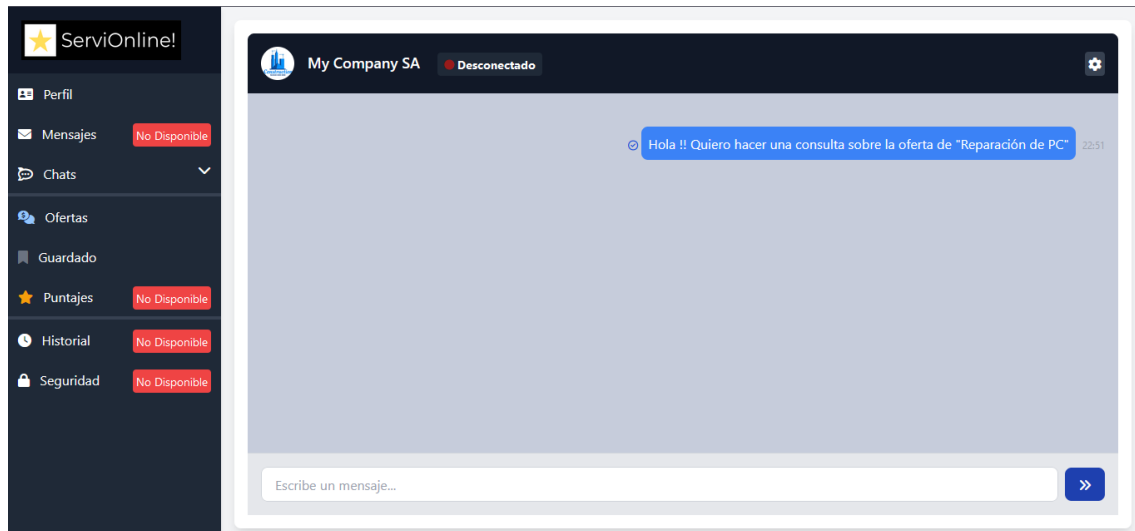 ServiOnline!
Perfil
Mensajes No Disponible
Chats
Ofertas
Guardado
Puntajes No Disponible
Historial No Disponible
Seguridad No Disponible
My Company SA Desconectado
Hola !! Quiero hacer una consulta sobre la oferta de "Reparación de PC" 22:51
Escribe un mensaje...